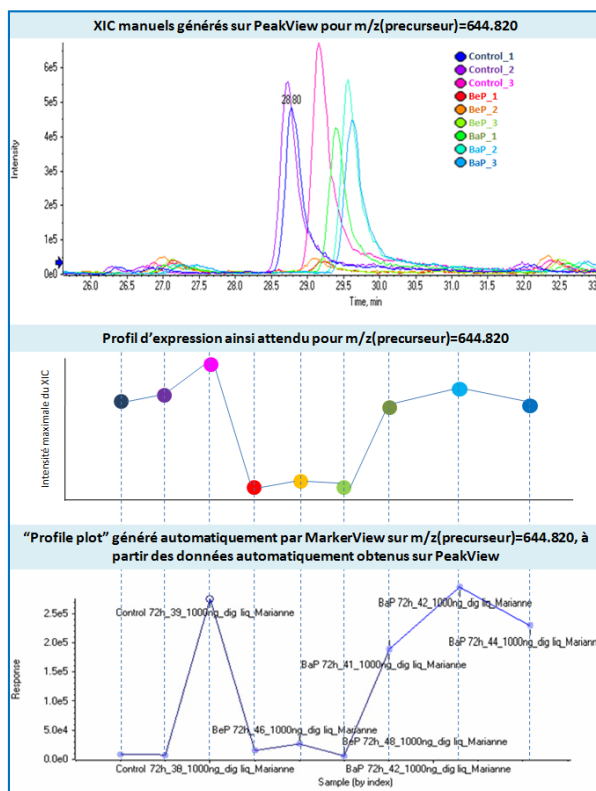 XIC manuels générés sur PeakView pour m/z(precurseur)=644.820
Intensity
6e5
5e5
4e5
3e5
2e5
1e5
0e0
28.80
Control_1
Control_2
Control_3
BeP_1
BeP_2
BeP_3
BaP_1
BaP_2
BaP_3
26.0 26.5 27.0 27.5 28.0 28.5 29.0 29.5 30.0 30.5 31.0 31.5 32.0 32.5 33.0
Time, min
Profil d'expression ainsi attendu pour m/z(precurseur)=644.820
Intensité maximale du XIC
"Profile plot" généré automatiquement par MarkerView sur m/z(precurseur)=644.820, à
partir des données automatiquement obtenus sur PeakView
Response
2.5e5
2.0e5
1.5e5
1.0e5
5.0e4
0.0e0
Control 72h_39_1000ng_dig liq_Marianne
BaP 72h_42_1000ng_dig liq_Marianne
BaP 72h_44_1000ng_dig liq_Marianne
BaP 72h_41_1000ng_dig liq_Marianne
BeP 72h_46_1000ng_dig liq_Marianne
BeP 72h_48_1000ng_dig liq_Marianne
Control 72h_38_1000ng_dig liq_Marianne
BaP 72h_42_1000ng_dig liq_Marianne
Sample (by index)